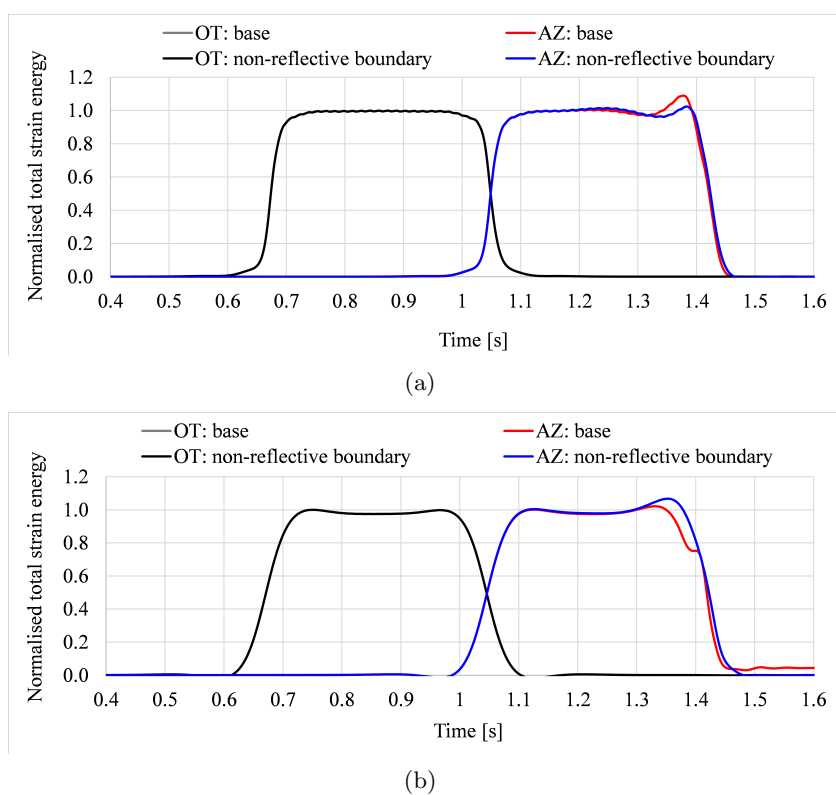 OT: base AZ: base
OT: non-reflective boundary AZ: non-reflective boundary
Normalised total strain energy
1.2
1.0
0.8
0.6
0.4
0.2
0.0
0.4 0.5 0.6 0.7 0.8 0.9 1 1.1 1.2 1.3 1.4 1.5 1.6
Time [s]
(a)
OT: base AZ: base
OT: non-reflective boundary AZ: non-reflective boundary
Normalised total strain energy
1.2
1.0
0.8
0.6
0.4
0.2
0.0
0.4 0.5 0.6 0.7 0.8 0.9 1 1.1 1.2 1.3 1.4 1.5 1.6
Time [s]
(b)